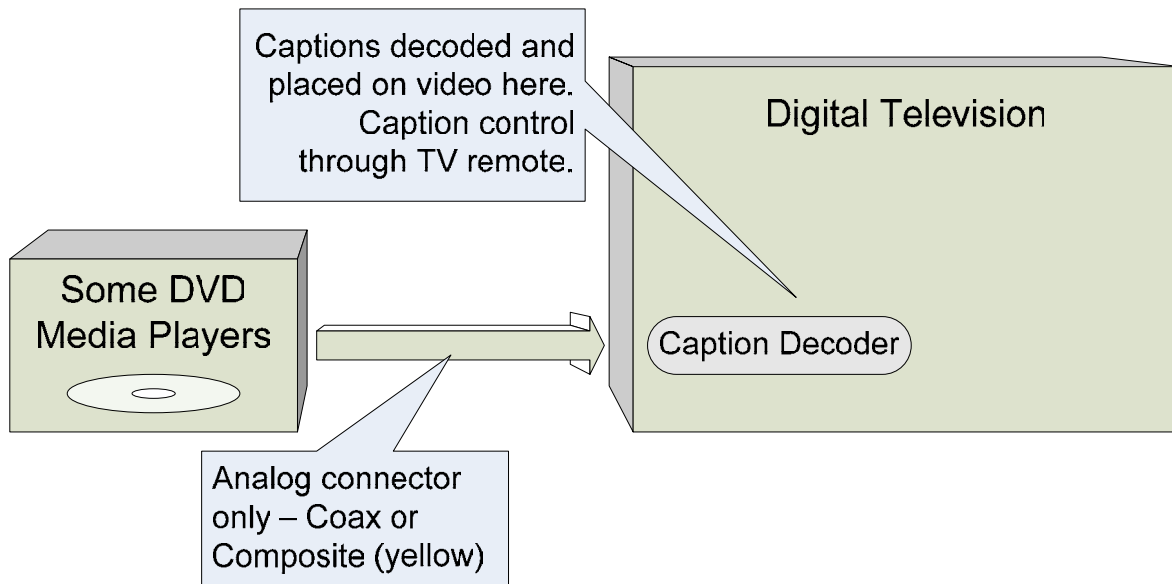 Captions decoded and
placed on video here.
Caption control
through TV remote.
Digital Television
Some DVD
Media Players
Caption Decoder
Analog connector
only – Coax or
Composite (yellow)